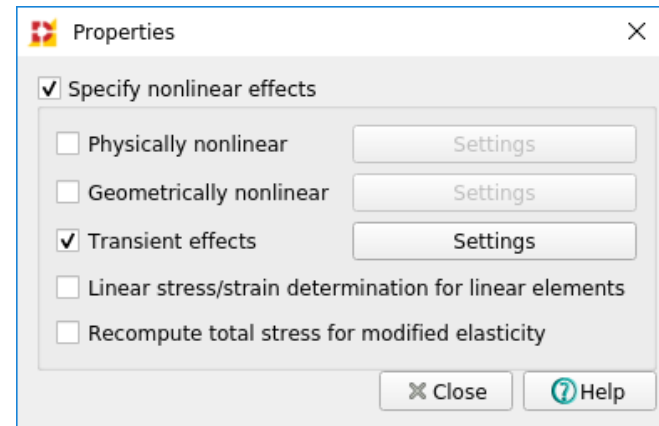 Properties
Specify nonlinear effects
Physically nonlinear Settings
Geometrically nonlinear Settings
Transient effects Settings
Linear stress/strain determination for linear elements
Recompute total stress for modified elasticity
Close Help